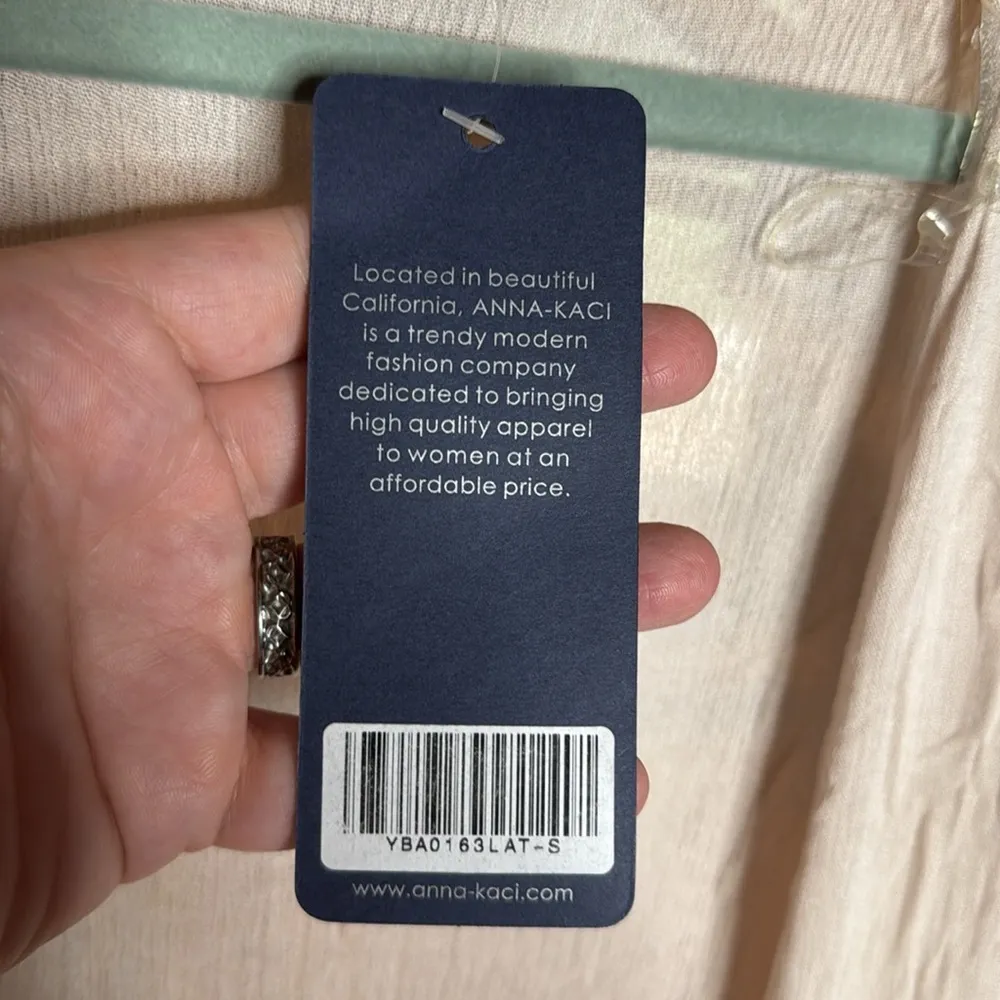 Located in beautiful
California, ANNA-KACI
is a trendy modern
fashion company
dedicated to bringing
high quality apparel
to women at an
affordable price.
YBA0163LAT-S
www.anna-kaci.com